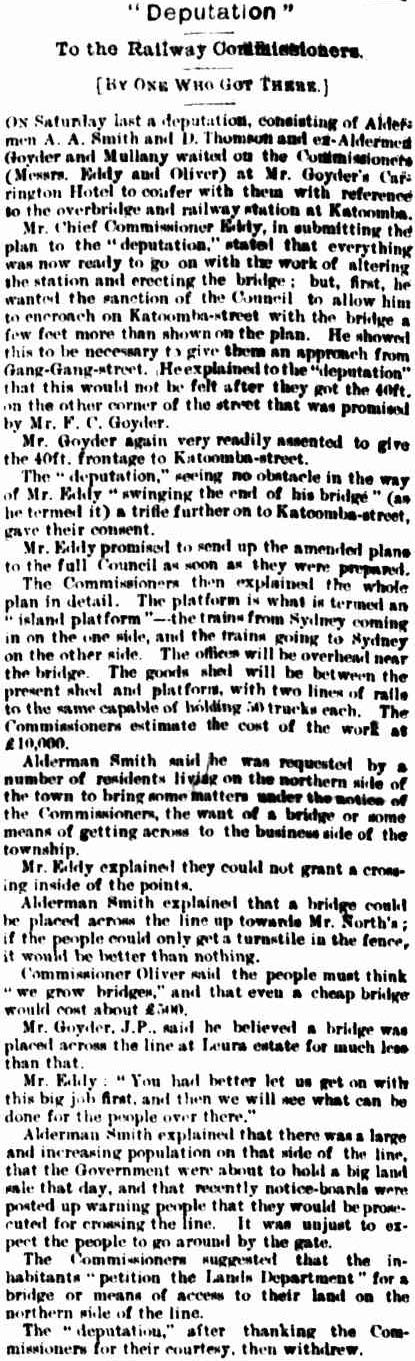 "Deputation"
To the Railway Commissioners.
[BY ONE WHO GOT THERE.]
ON Saturday last a deputation, consisting of Alder-
men A. A. Smith and D. Thomson and ex-Aldermen
Goyder and Mullany waited on the Commissioners
(Messrs. Eddy and Oliver) at Mr. Goyder's Car-
rington Hotel to confer with them with reference
to the overbridge and railway station at Katoomba.
Mr. Chief Commissioner Eddy, in submitting the
plan to the "deputation," stated that everything
was now ready to go on with the work of altering
the station and erecting the bridge; but, first, he
wanted the sanction of the Council to allow him
to encroach on Katoomba-street with the bridge a
few feet more than shown on the plan. He showed
this to be necessary to give them an approach from
Gang-Gang-street. He explained to the "deputation"
that this would not be felt after they got the 40ft.
on the other corner of the street that was promised
by Mr. F. C. Goyder.
Mr. Goyder again very readily assented to give
the 40ft. frontage to Katoomba-street.
The "deputation," seeing no obstacle in the way
of Mr. Eddy "swinging the end of his bridge" (as
he termed it) a trifle further on to Katoomba-street,
gave their consent.
Mr. Eddy promised to send up the amended plans
to the full Council as soon as they were prepared.
The Commissioners then explained the whole
plan in detail. The platform is what is termed an
"island platform"—the trains from Sydney coming
in on the one side, and the trains going to Sydney
on the other side. The offices will be overhead near
the bridge. The goods shed will be between the
present shed and platform, with two lines of rails
to the same capable of holding 50 trucks each. The
Commissioners estimate the cost of the work at
£10,000.
Alderman Smith said he was requested by a
number of residents living on the northern side of
the town to bring some matters under the notice of
the Commissioners, the want of a bridge or some
means of getting across to the business side of the
township.
Mr. Eddy explained they could not grant a cross-
ing inside of the points.
Alderman Smith explained that a bridge could
be placed across the line up towards Mr. North's;
if the people could only get a turnstile in the fence,
it would be better than nothing.
Commissioner Oliver said the people must think
"we grow bridges," and that even a cheap bridge
would cost about £500.
Mr. Goyder, J.P., said he believed a bridge was
placed across the line at Leura estate for much less
than that.
Mr. Eddy: "You had better let us get on with
this big job first, and then we will see what can be
done for the people over there."
Alderman Smith explained that there was a large
and increasing population on that side of the line,
that the Government were about to hold a big land
sale that day, and that recently notice-boards were
posted up warning people that they would be prose-
cuted for crossing the line. It was unjust to ex-
pect the people to go around by the gate.
The Commissioners suggested that the in-
habitants "petition the Lands Department" for a
bridge or means of access to their land on the
northern side of the line.
The "deputation," after thanking the Com-
missioners for their courtesy, then withdrew.